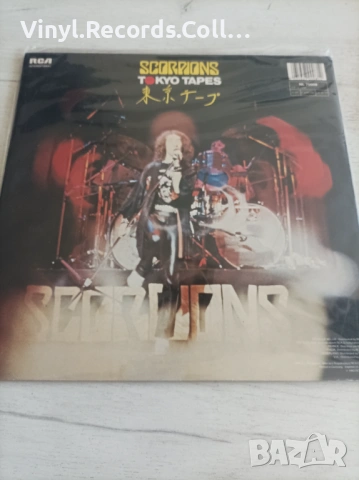 Vinyl.Records.Coll...
RCA
SCORPIONS
TOKYO TAPES
東京テープ
SCORPIONS
BAZAR